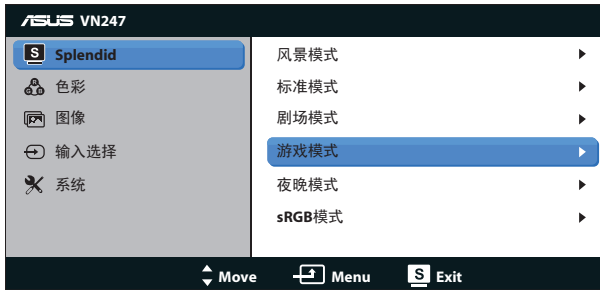 ASUS VN247
S Splendid
色彩
图像
输入选择
系统
风景模式
标准模式
剧场模式
游戏模式
夜晚模式
sRGB模式
Move Menu S Exit